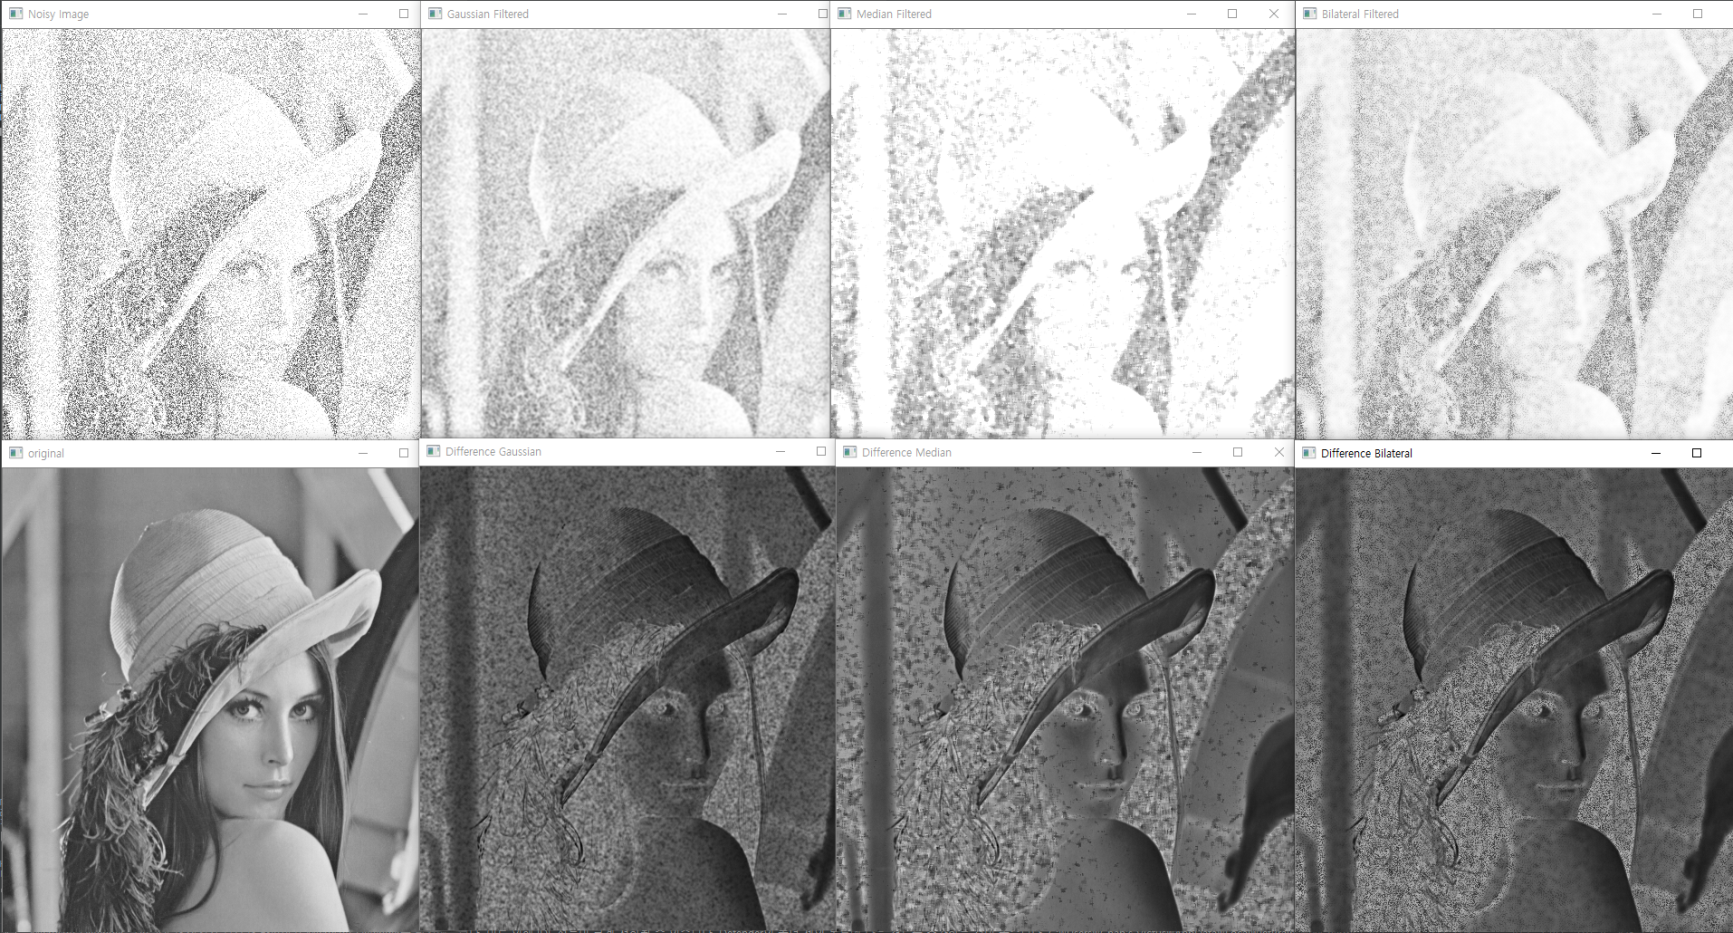 Noisy Image
Gaussian Filtered
Median Filtered
Bilateral Filtered
original
Difference Gaussian
Difference Median
Difference Bilateral